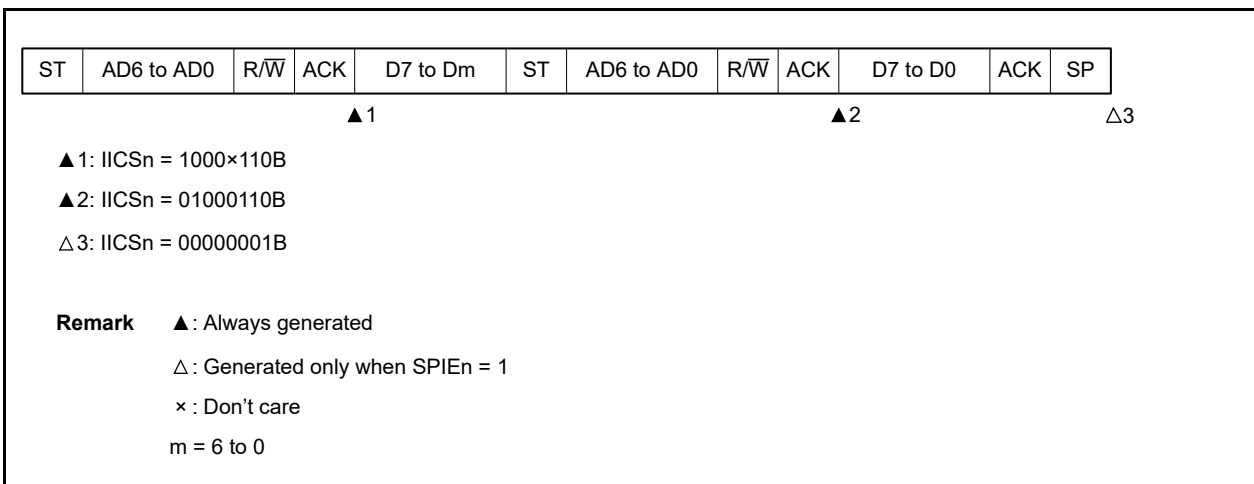 ST AD6 to AD0 R/W̅ ACK D7 to Dm ST AD6 to AD0 R/W̅ ACK D7 to D0 ACK SP
▲1 ▲2 △3
▲1: IICSn = 1000×110B
▲2: IICSn = 01000110B
△3: IICSn = 00000001B
Remark ▲: Always generated
△: Generated only when SPIEn = 1
×: Don’t care
m = 6 to 0